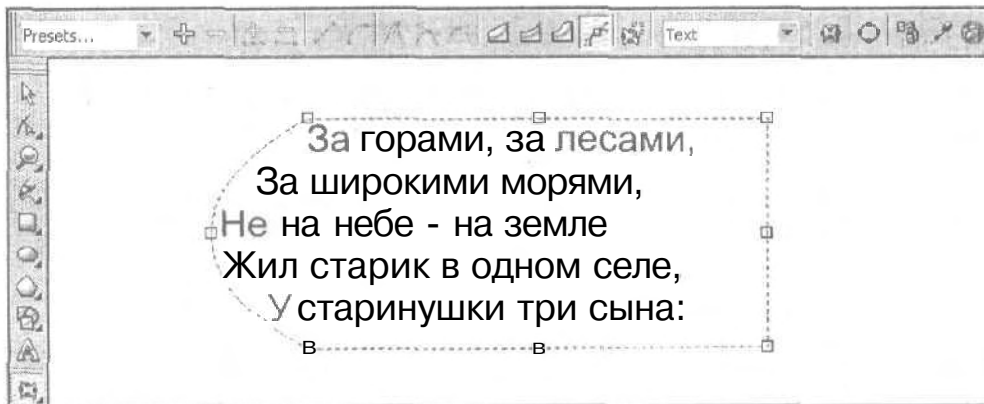 Presets...
Text
За горами, за лесами,
За широкими морями,
Не на небе - на земле
Жил старик в одном селе,
У старинушки три сына:
в в